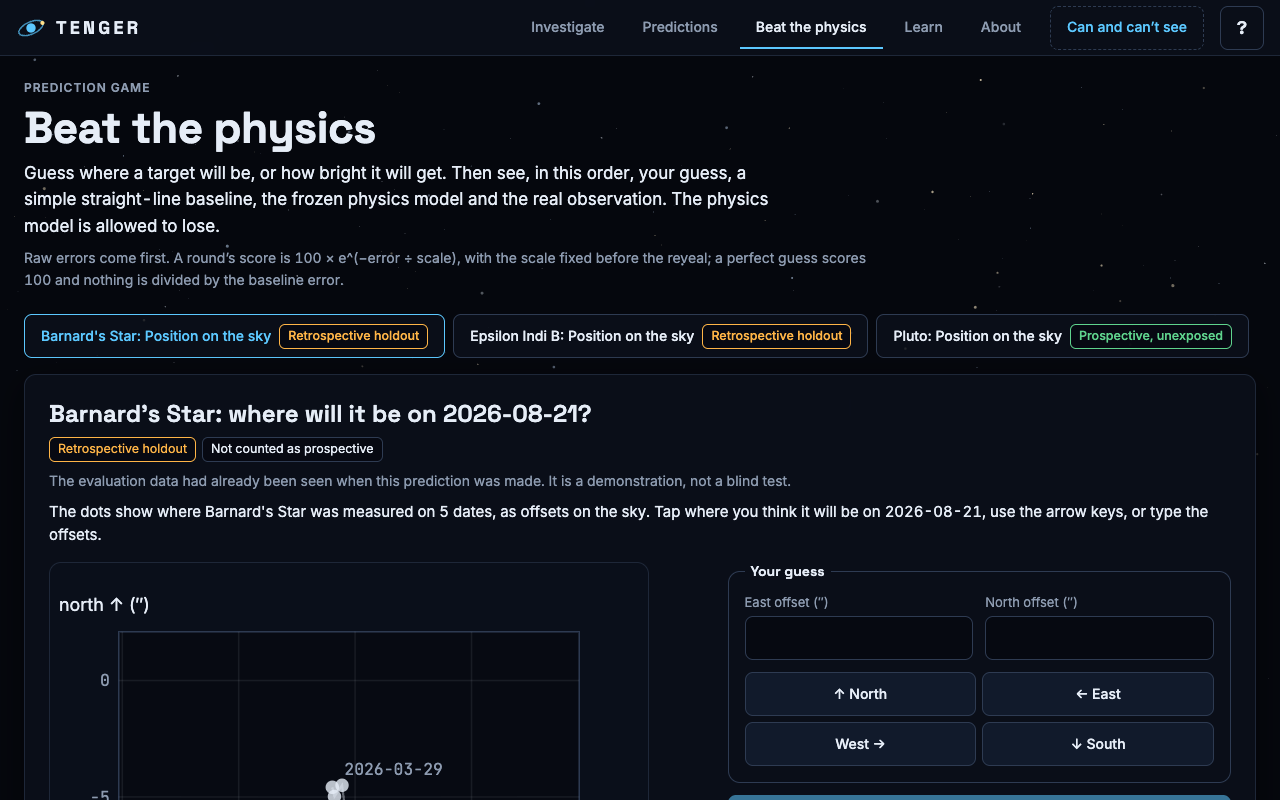 TENGER
Investigate
Predictions
Beat the physics
Learn
About
Can and can't see
?
PREDICTION GAME
Beat the physics
Guess where a target will be, or how bright it will get. Then see, in this order, your guess, a
simple straight-line baseline, the frozen physics model and the real observation. The physics
model is allowed to lose.
Raw errors come first. A round's score is 100 × e^(−error ÷ scale), with the scale fixed before the reveal; a perfect guess scores
100 and nothing is divided by the baseline error.
Barnard's Star: Position on the sky Retrospective holdout
Epsilon Indi B: Position on the sky Retrospective holdout
Pluto: Position on the sky Prospective, unexposed
Barnard's Star: where will it be on 2026-08-21?
Retrospective holdout
Not counted as prospective
The evaluation data had already been seen when this prediction was made. It is a demonstration, not a blind test.
The dots show where Barnard's Star was measured on 5 dates, as offsets on the sky. Tap where you think it will be on 2026-08-21, use the arrow keys, or type the
offsets.
north ↑ (″)
0
2026-03-29
-5
Your guess
East offset (″)
North offset (″)
↑ North
← East
West →
↓ South